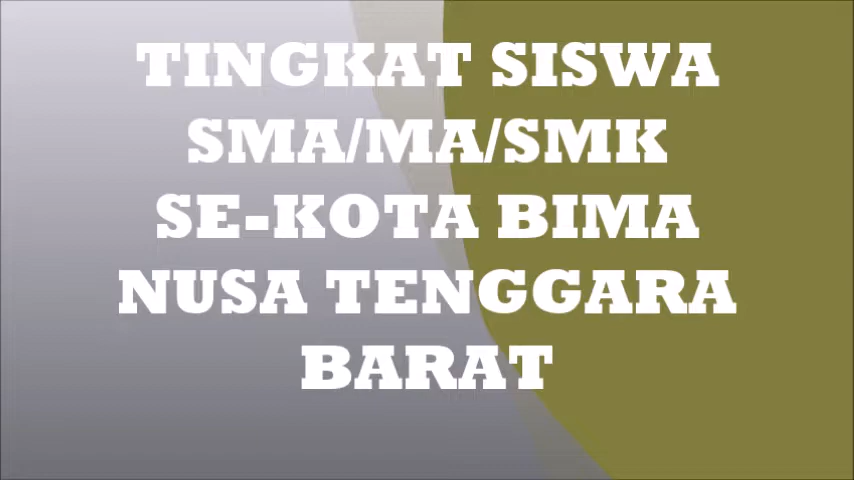 TINGKAT SISWA
SMA/MA/SMK
SE-KOTA BIMA
NUSA TENGGARA
BARAT